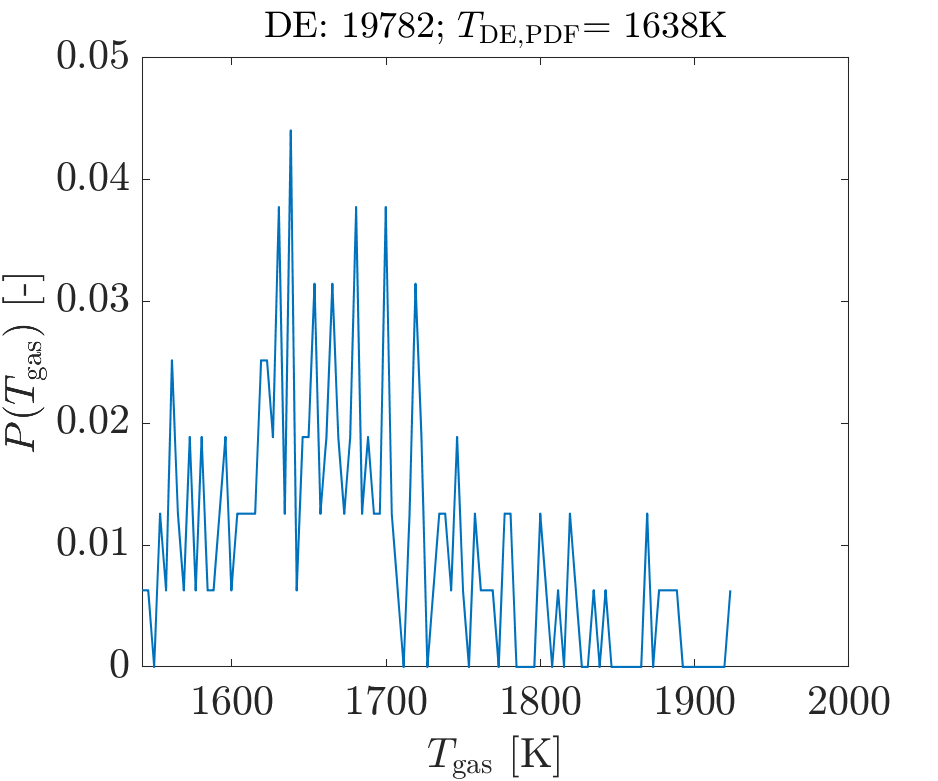 DE: 19782; T_DE,PDF= 1638K
0.05
0.04
0.03
0.02
0.01
0
P(T_gas) [-]
1600 1700 1800 1900 2000
T_gas [K]